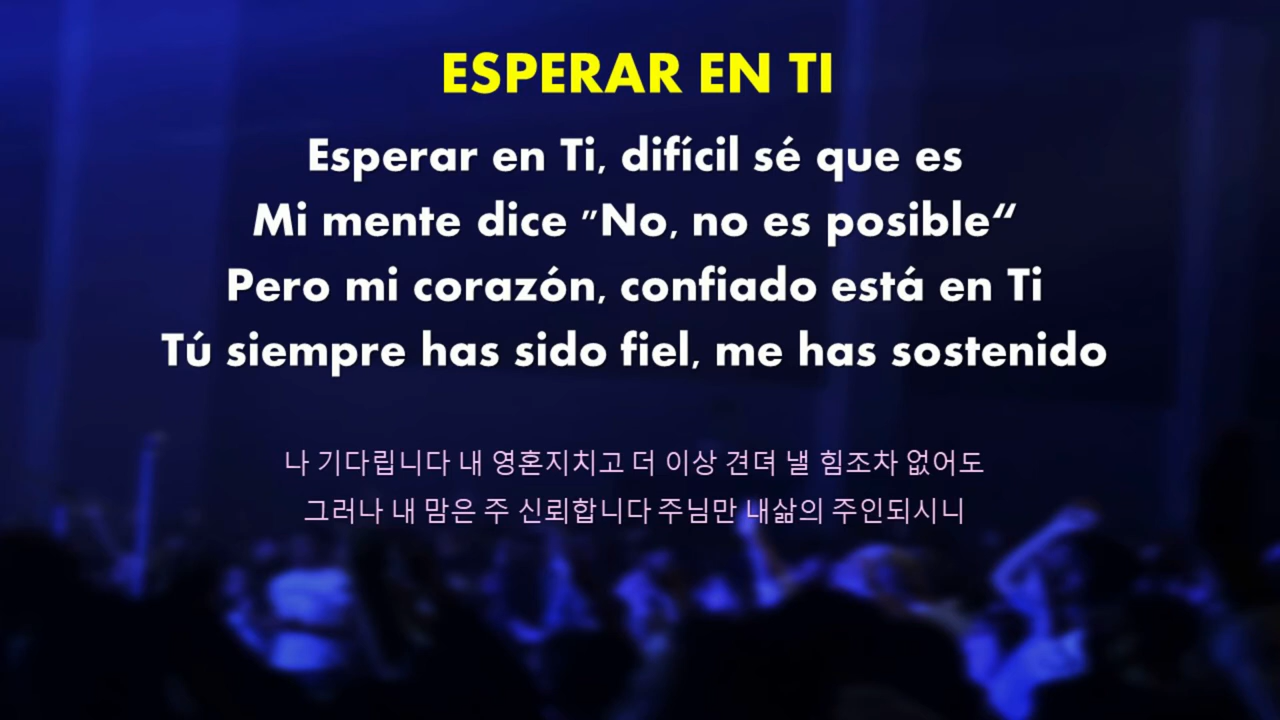 ESPERAR EN TI
Esperar en Ti, difícil sé que es
Mi mente dice "No, no es posible“
Pero mi corazón, confiado está en Ti
Tú siempre has sido fiel, me has sostenido
나 기다립니다 내 영혼지치고 더 이상 견뎌 낼 힘조차 없어도
그러나 내 맘은 주 신뢰합니다 주님만 내삶의 주인되시니